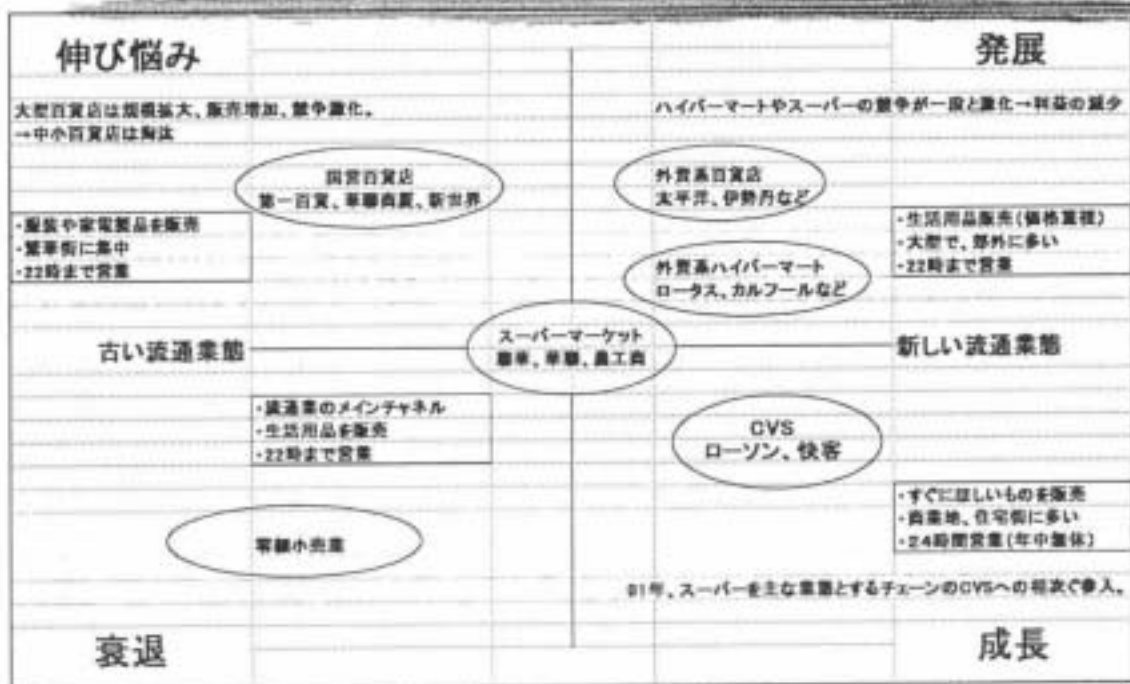 伸び悩み
発展
大型百貨店は規模拡大、販売増加、競争激化。
→中小百貨店は淘汰
ハイパーマートやスーパーの競争が一段と激化→利益の減少
国営百貨店
第一百貨、華聯商厦、新世界
外資系百貨店
太平洋、伊勢丹など
・服装や家電製品を販売
・繁華街に集中
・22時まで営業
・生活用品販売(価格重視)
・大型で、郊外に多い
・22時まで営業
外資系ハイパーマート
ロータス、カルフールなど
古い流通業態
スーパーマーケット
聯華、華聯、農工商
新しい流通業態
・流通業のメインチャネル
・生活用品を販売
・22時まで営業
CVS
ローソン、快客
・すぐにほしいものを販売
・商業地、住宅街に多い
・24時間営業(年中無休)
零細小売業
01年、スーパーを主な業態とするチェーンのCVSへの相次ぐ参入。
衰退
成長